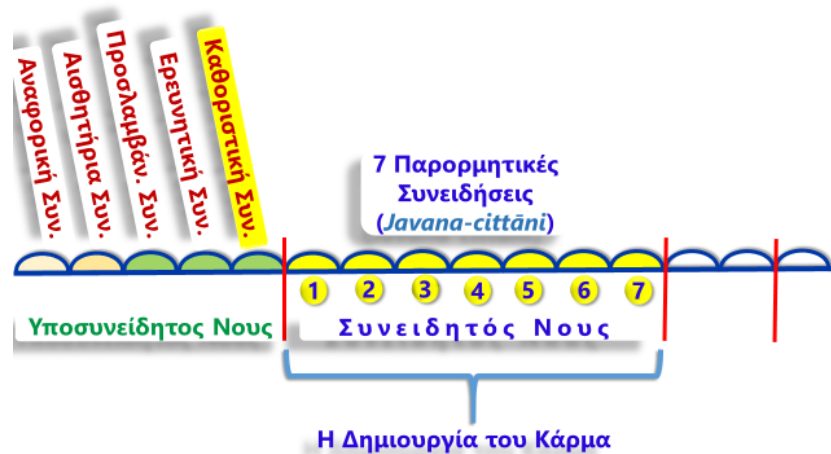 Αναφορική Συν.
Αισθητήρια Συν.
Προσλαμβάν. Συν.
Ερευνητική Συν.
Καθοριστική Συν.
7 Παρορμητικές
Συνειδήσεις
(Javana-cittāni)
1 2 3 4 5 6 7
Υποσυνείδητος Νους
Συνειδητός Νους
Η Δημιουργία του Κάρμα